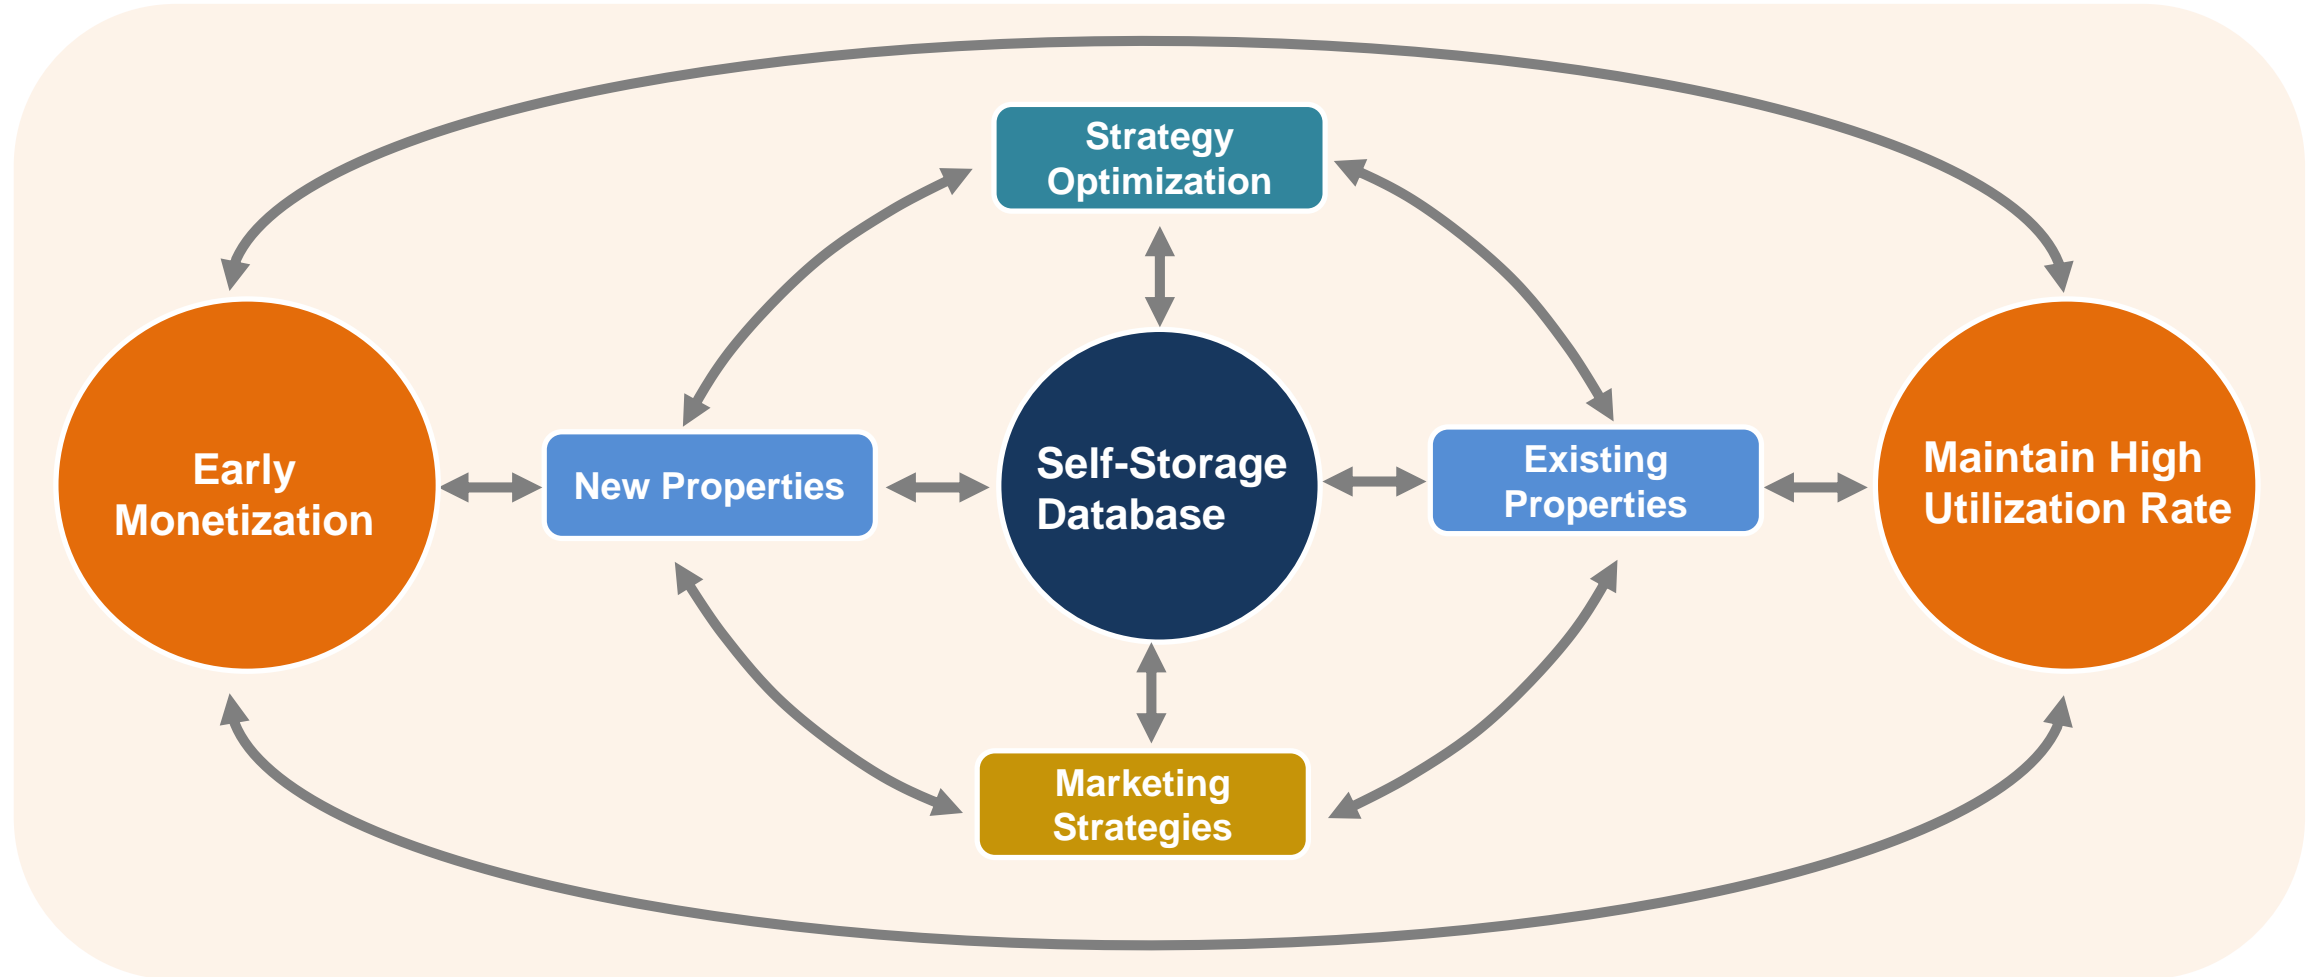 Strategy
Optimization
Early
Monetization
New Properties
Self-Storage
Database
Existing
Properties
Maintain High
Utilization Rate
Marketing
Strategies